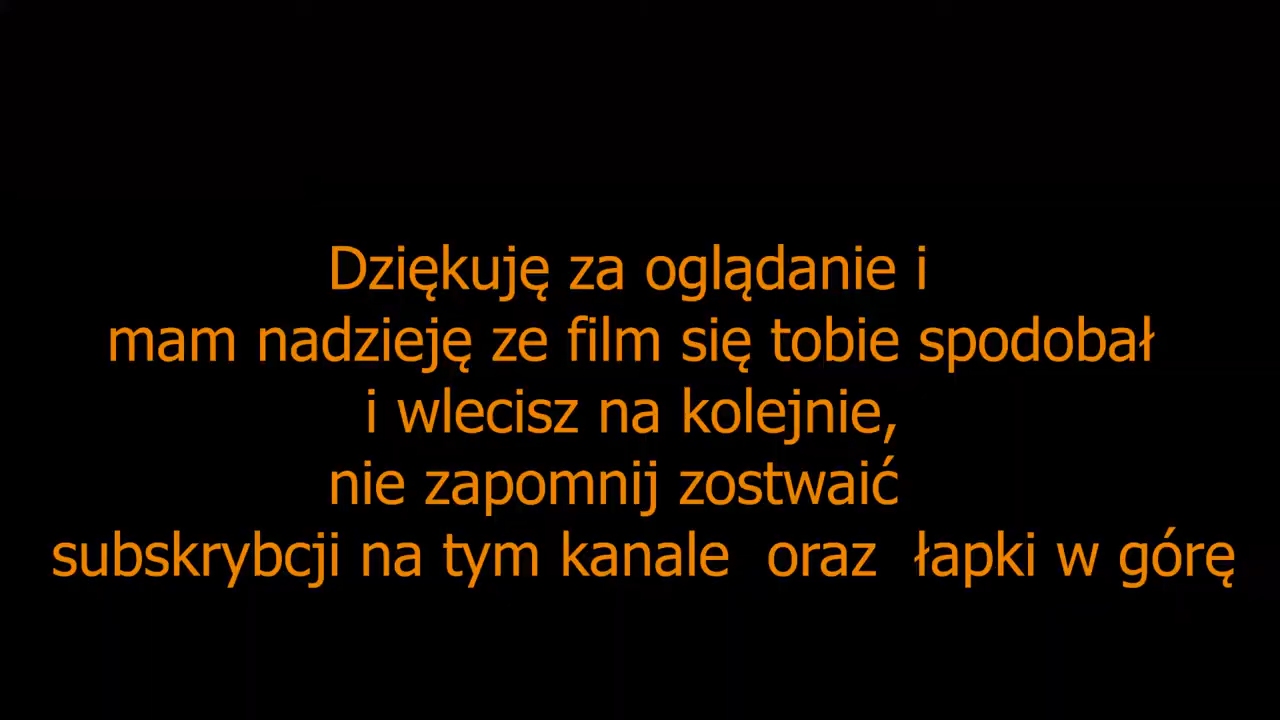 Dziękuję za oglądanie i
mam nadzieję ze film się tobie spodobał
i wlecisz na kolejnie,
nie zapomnij zostwaić
subskrybcji na tym kanale oraz łapki w górę